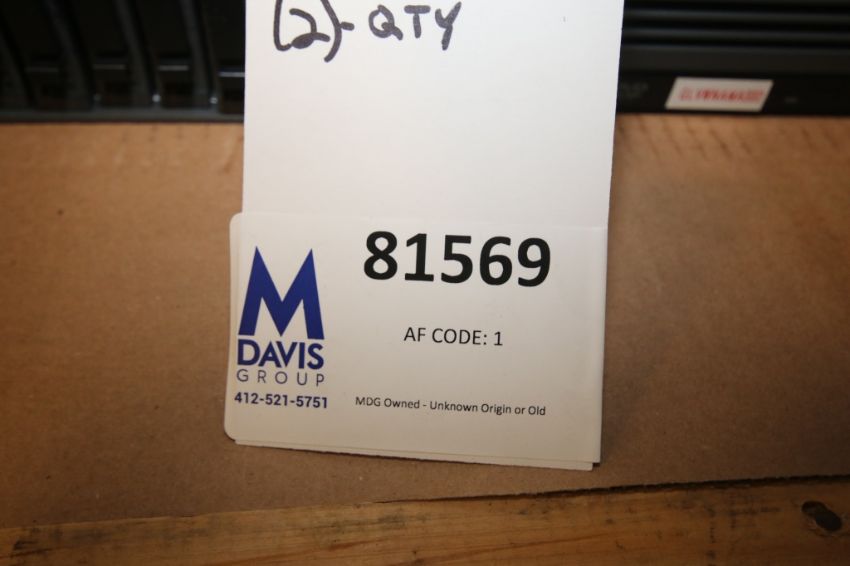 (2)- QTY
81569
AF CODE: 1
M
DAVIS
GROUP
412-521-5751
MDG Owned - Unknown Origin or Old